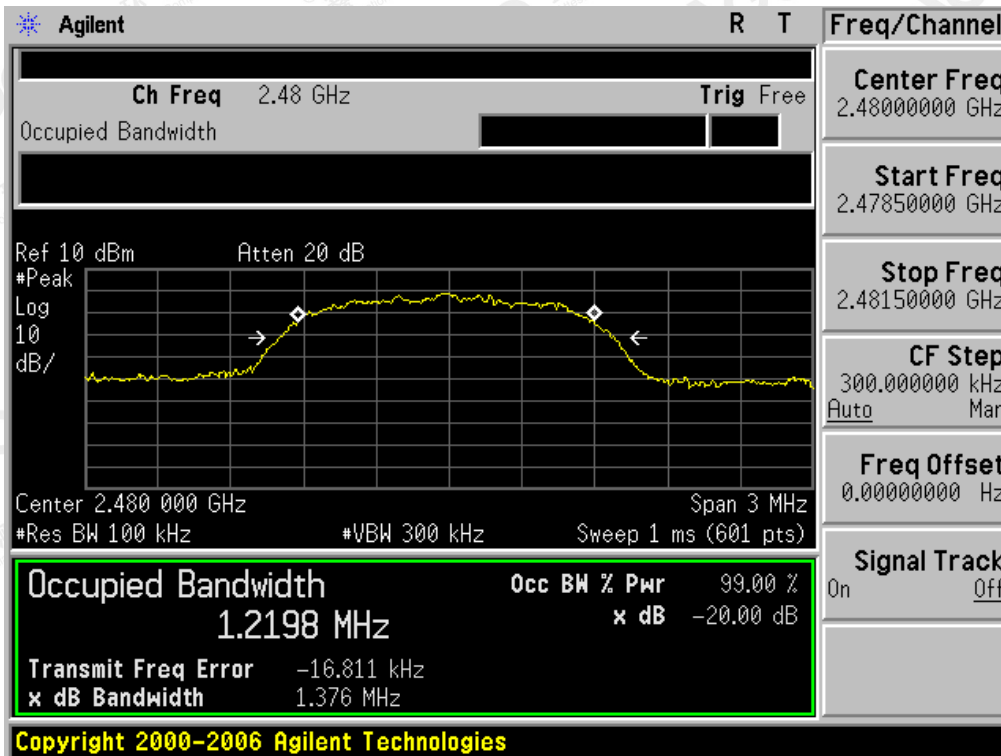 Agilent R T
Ch Freq 2.48 GHz Trig Free
Occupied Bandwidth
Ref 10 dBm Atten 20 dB
#Peak
Log
10
dB/
Center 2.480 000 GHz Span 3 MHz
#Res BW 100 kHz #VBW 300 kHz Sweep 1 ms (601 pts)
Occupied Bandwidth Occ BW % Pwr 99.00 %
1.2198 MHz x dB -20.00 dB
Transmit Freq Error -16.811 kHz
x dB Bandwidth 1.376 MHz
Copyright 2000-2006 Agilent Technologies
Freq/Channel
Center Freq
2.48000000 GHz
Start Freq
2.47850000 GHz
Stop Freq
2.48150000 GHz
CF Step
300.000000 kHz
Auto Man
Freq Offset
0.00000000 Hz
Signal Track
On Off